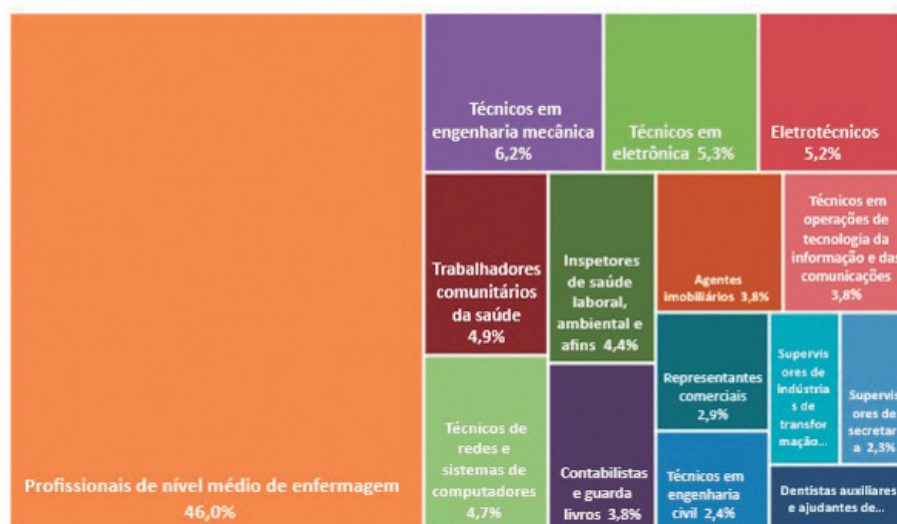 Profissionais de nível médio de enfermagem
46,0%
Técnicos em
engenharia mecânica
6,2%
Técnicos em
eletrônica 5,3%
Eletrotécnicos
5,2%
Trabalhadores
comunitários
da saúde
4,9%
Inspetores
de saúde
laboral,
ambiental e
afins 4,4%
Agentes
imobiliários 3,8%
Técnicos em
operações de
tecnologia da
informação e das
comunicações
3,8%
Técnicos de
redes e
sistemas de
computadores
4,7%
Contabilistas
e guarda
livros 3,8%
Representantes
comerciais
2,9%
Técnicos em
engenharia
civil 2,4%
Supervis
ores de
indústria
s de
transfor
mação...
Supervis
ores de
secretari
a 2,3%
Dentistas auxiliares
e ajudantes de...